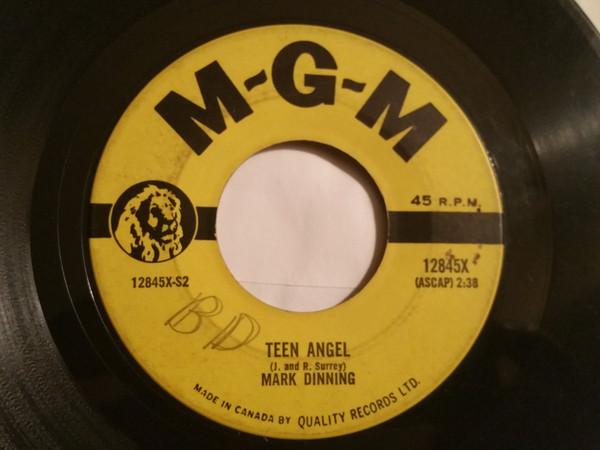 M-G-M
45 R.P.M.
12845X-S2
12845X
(ASCAP) 2:38
BD
TEEN ANGEL
(J. and R. Surrey)
MARK DINNING
MADE IN CANADA BY QUALITY RECORDS LTD.